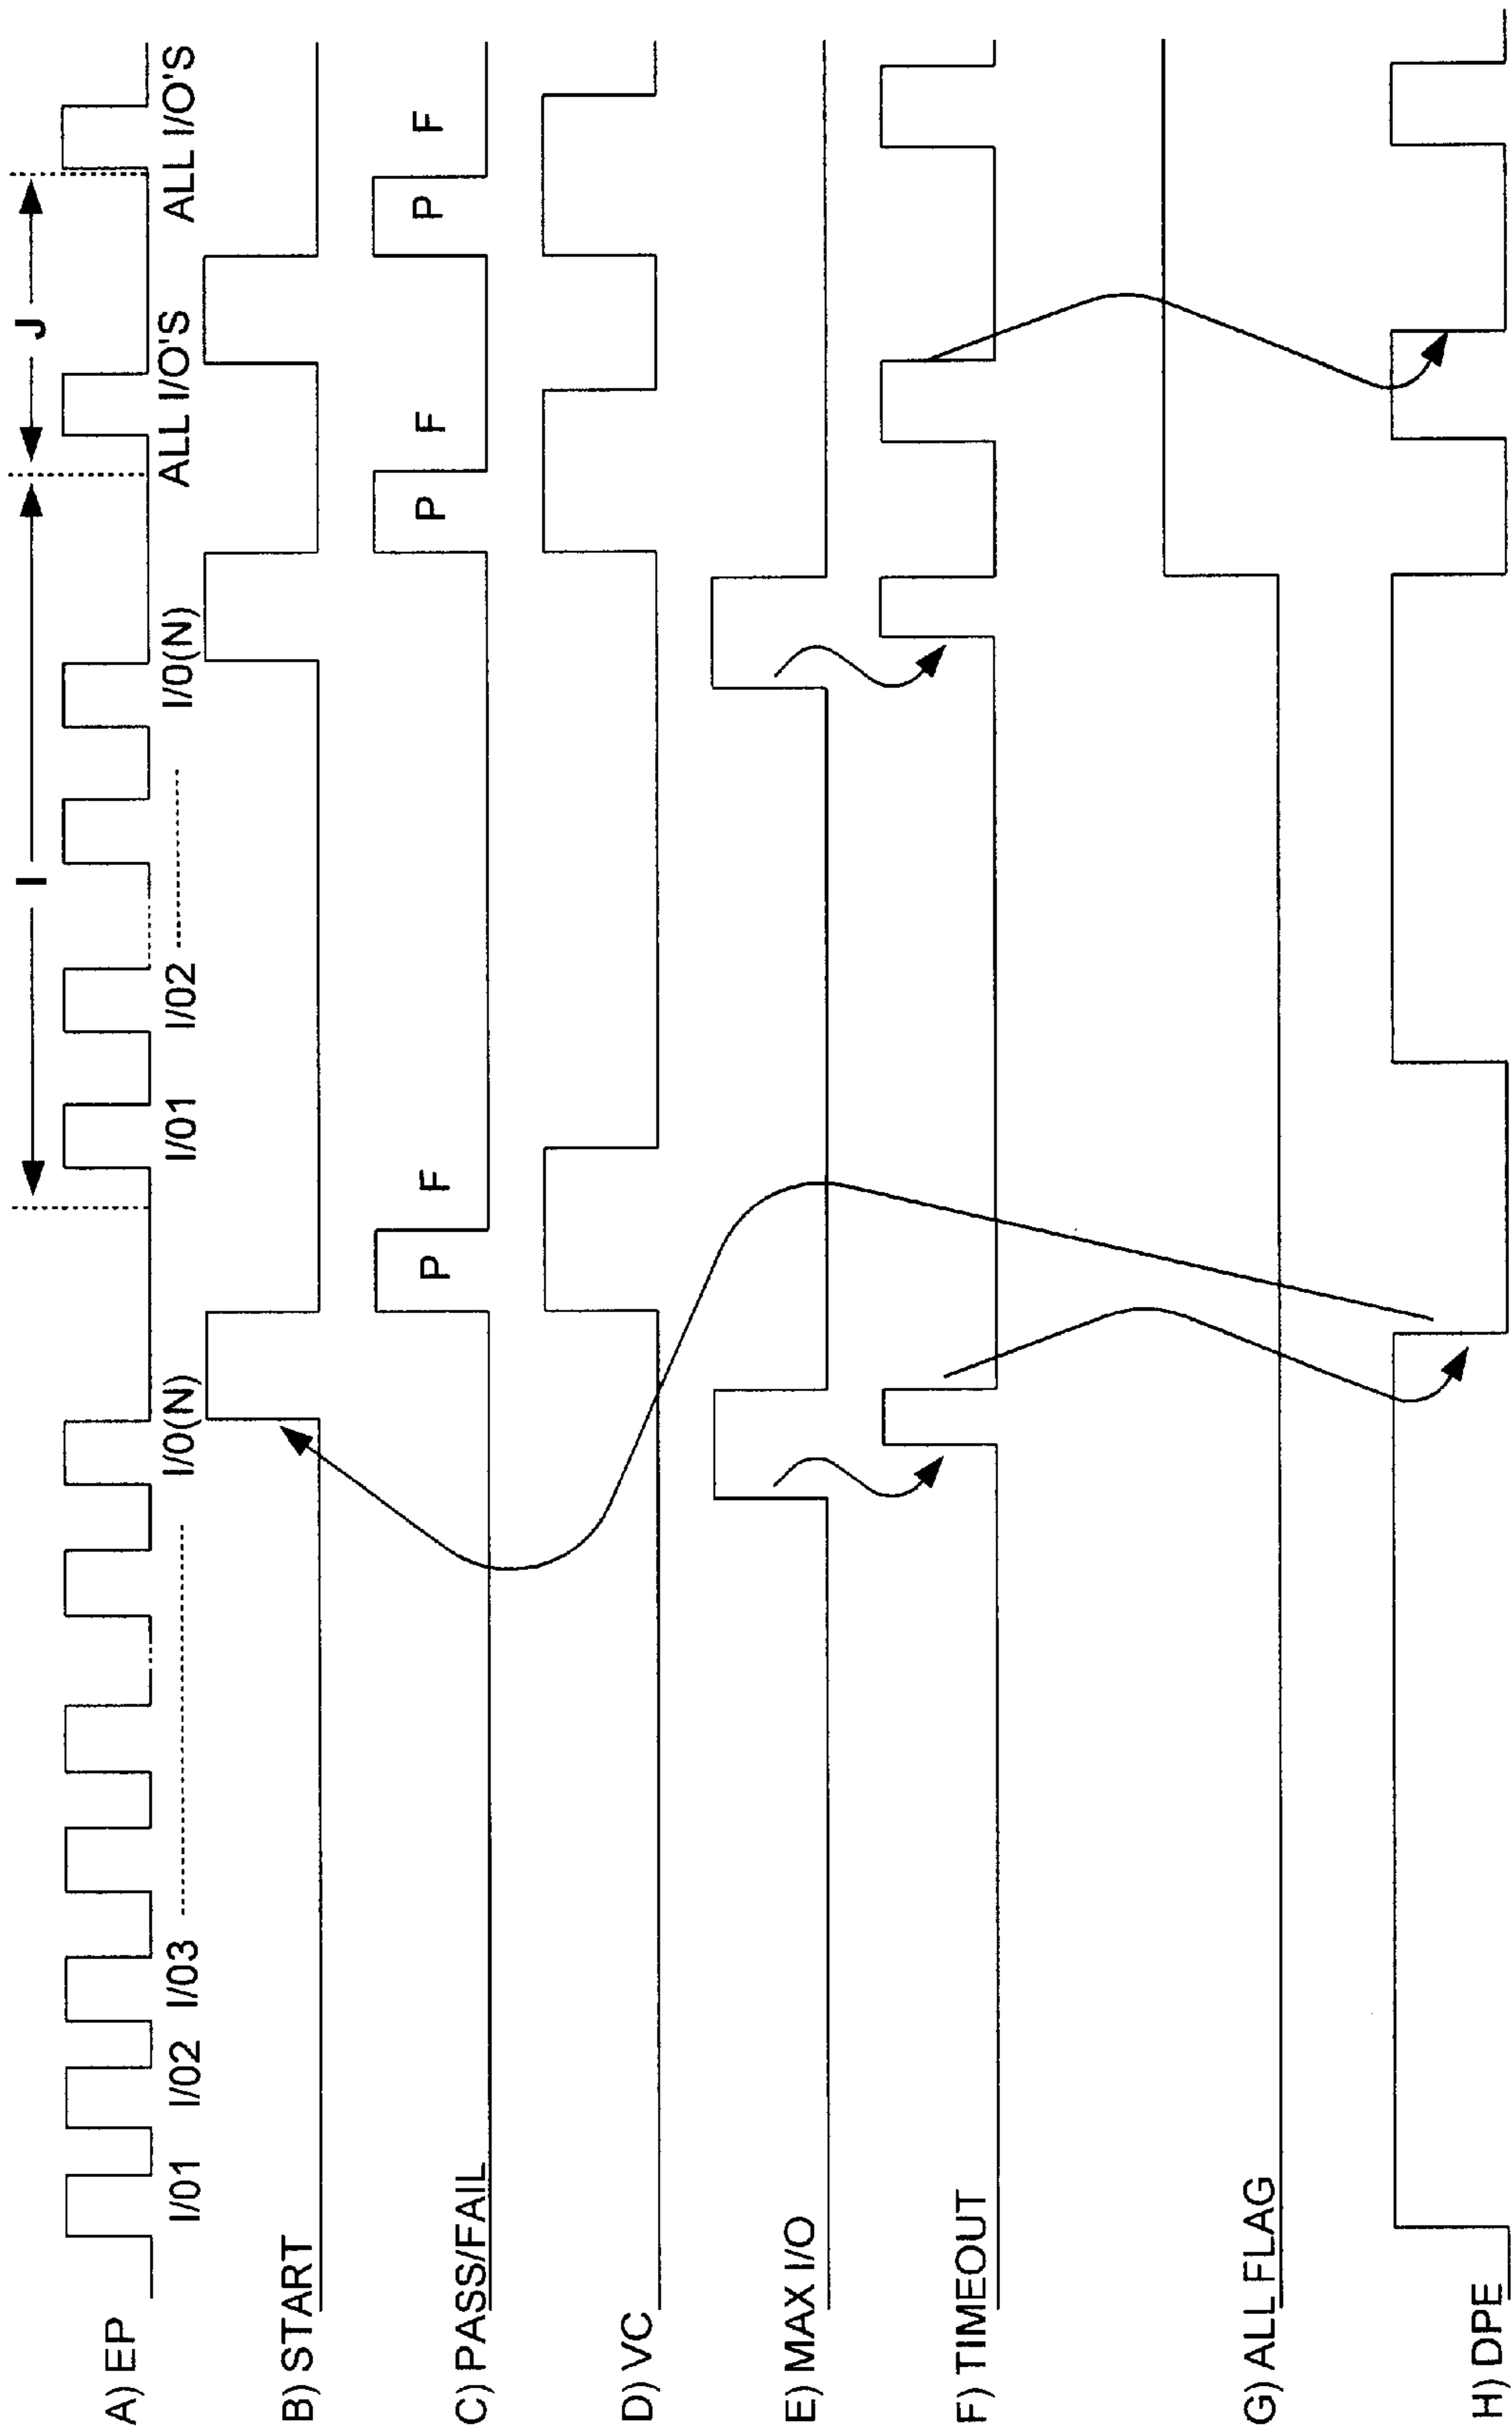 I J
A) EP
I/01 I/02 I/03 I/0(N) I/01 I/02 I/0(N) ALL I/O'S ALL I/O'S
B) START
C) PASS/FAIL
P F P F P F
D) VC
E) MAX I/O
F) TIMEOUT
G) ALL FLAG
H) DPE